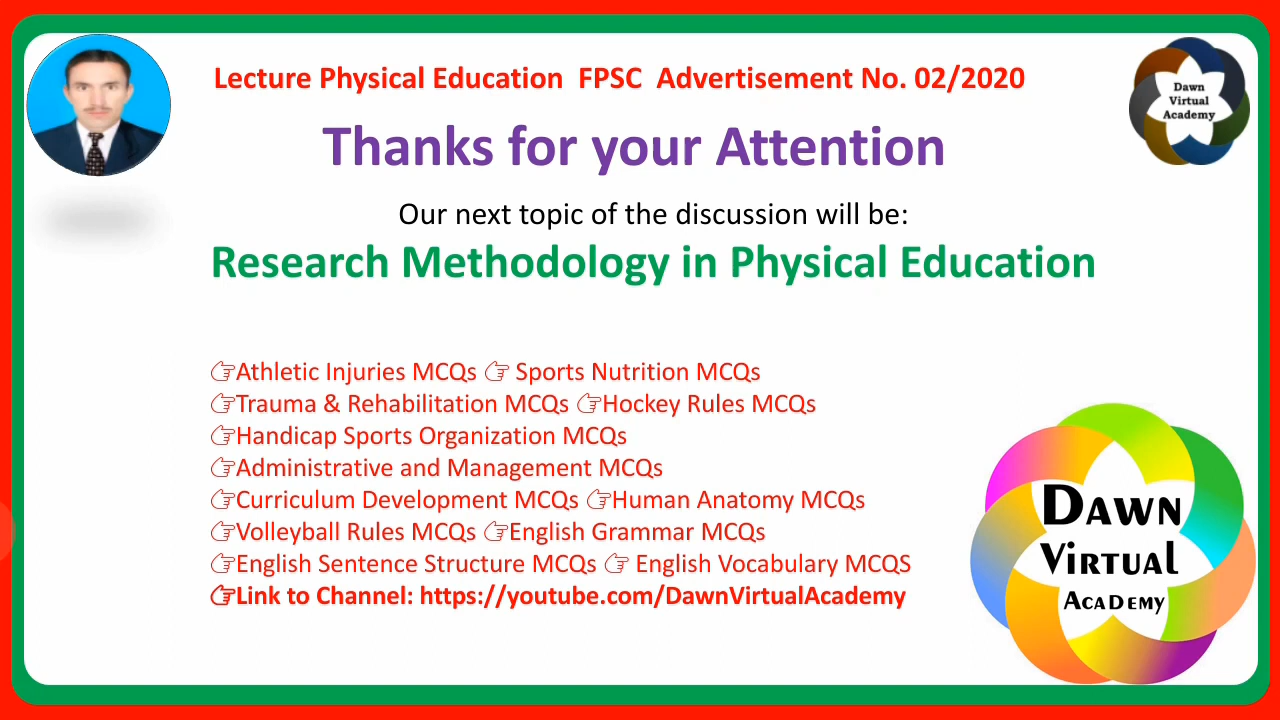 Lecture Physical Education FPSC Advertisement No. 02/2020
Dawn
Virtual
Academy
Thanks for your Attention
Our next topic of the discussion will be:
Research Methodology in Physical Education
👉Athletic Injuries MCQs 👉 Sports Nutrition MCQs
👉Trauma & Rehabilitation MCQs 👉Hockey Rules MCQs
👉Handicap Sports Organization MCQs
👉Administrative and Management MCQs
👉Curriculum Development MCQs 👉Human Anatomy MCQs
👉Volleyball Rules MCQs 👉English Grammar MCQs
👉English Sentence Structure MCQs 👉 English Vocabulary MCQS
👉Link to Channel: https://youtube.com/DawnVirtualAcademy
DAWN
VIRTUAL
ACADEMY